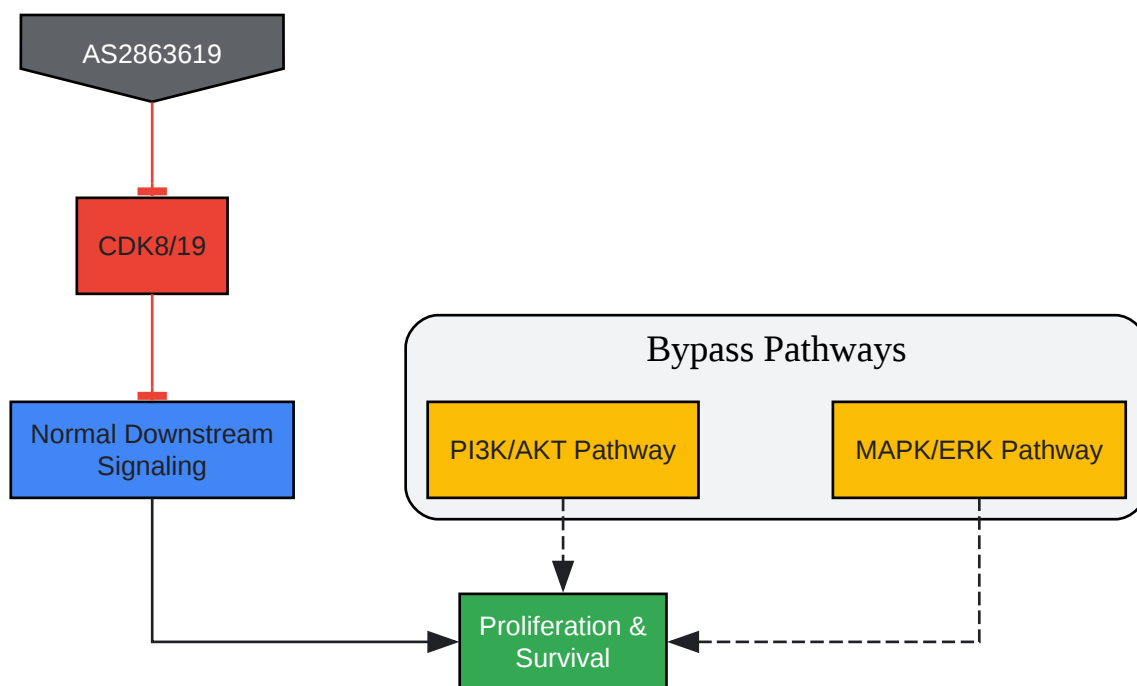 AS2863619
CDK8/19
Bypass Pathways
Normal Downstream
Signaling
PI3K/AKT Pathway
MAPK/ERK Pathway
Proliferation &
Survival